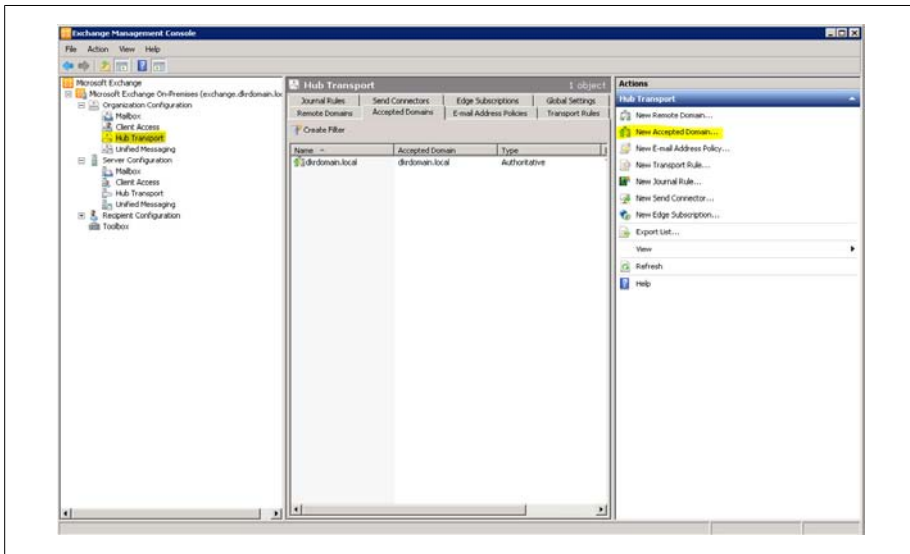 Exchange Management Console
File Action View Help
Microsoft Exchange
Microsoft Exchange On-Premises (exchange.dlrdomain.lo
Organization Configuration
Mailbox
Client Access
Hub Transport
Unified Messaging
Server Configuration
Mailbox
Client Access
Hub Transport
Unified Messaging
Recipient Configuration
Toolbox
Hub Transport 1 object
Journal Rules Send Connectors Edge Subscriptions Global Settings
Remote Domains Accepted Domains E-mail Address Policies Transport Rules
Create Filter
Name Accepted Domain Type
dlrdomain.local dlrdomain.local Authoritative
Actions
Hub Transport
New Remote Domain...
New Accepted Domain...
New E-mail Address Policy...
New Transport Rule...
New Journal Rule...
New Send Connector...
New Edge Subscription...
Export List...
View
Refresh
Help